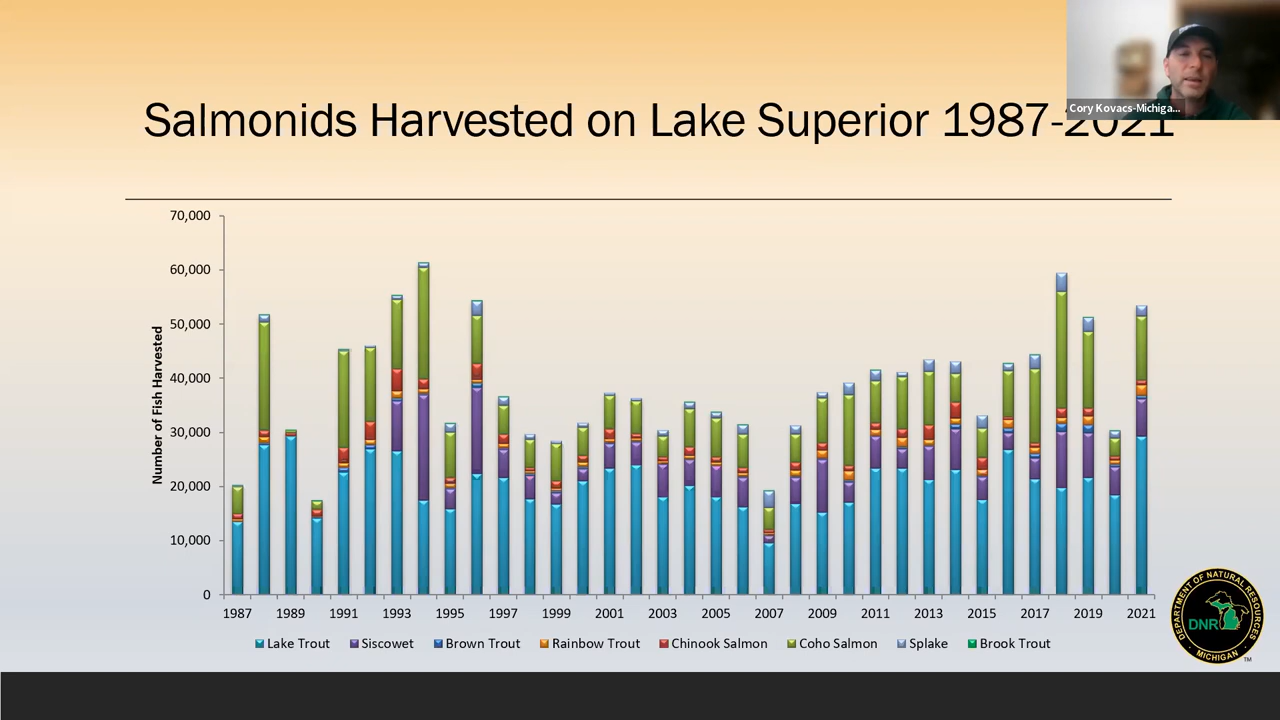 Cory Kovacs-Michiga...
Salmonids Harvested on Lake Superior 1987-2021
Number of Fish Harvested
70,000
60,000
50,000
40,000
30,000
20,000
10,000
0
1987 1989 1991 1993 1995 1997 1999 2001 2003 2005 2007 2009 2011 2013 2015 2017 2019 2021
Lake Trout Siscowet Brown Trout Rainbow Trout Chinook Salmon Coho Salmon Splake Brook Trout
DEPARTMENT OF NATURAL RESOURCES
DNR
MICHIGAN
TM